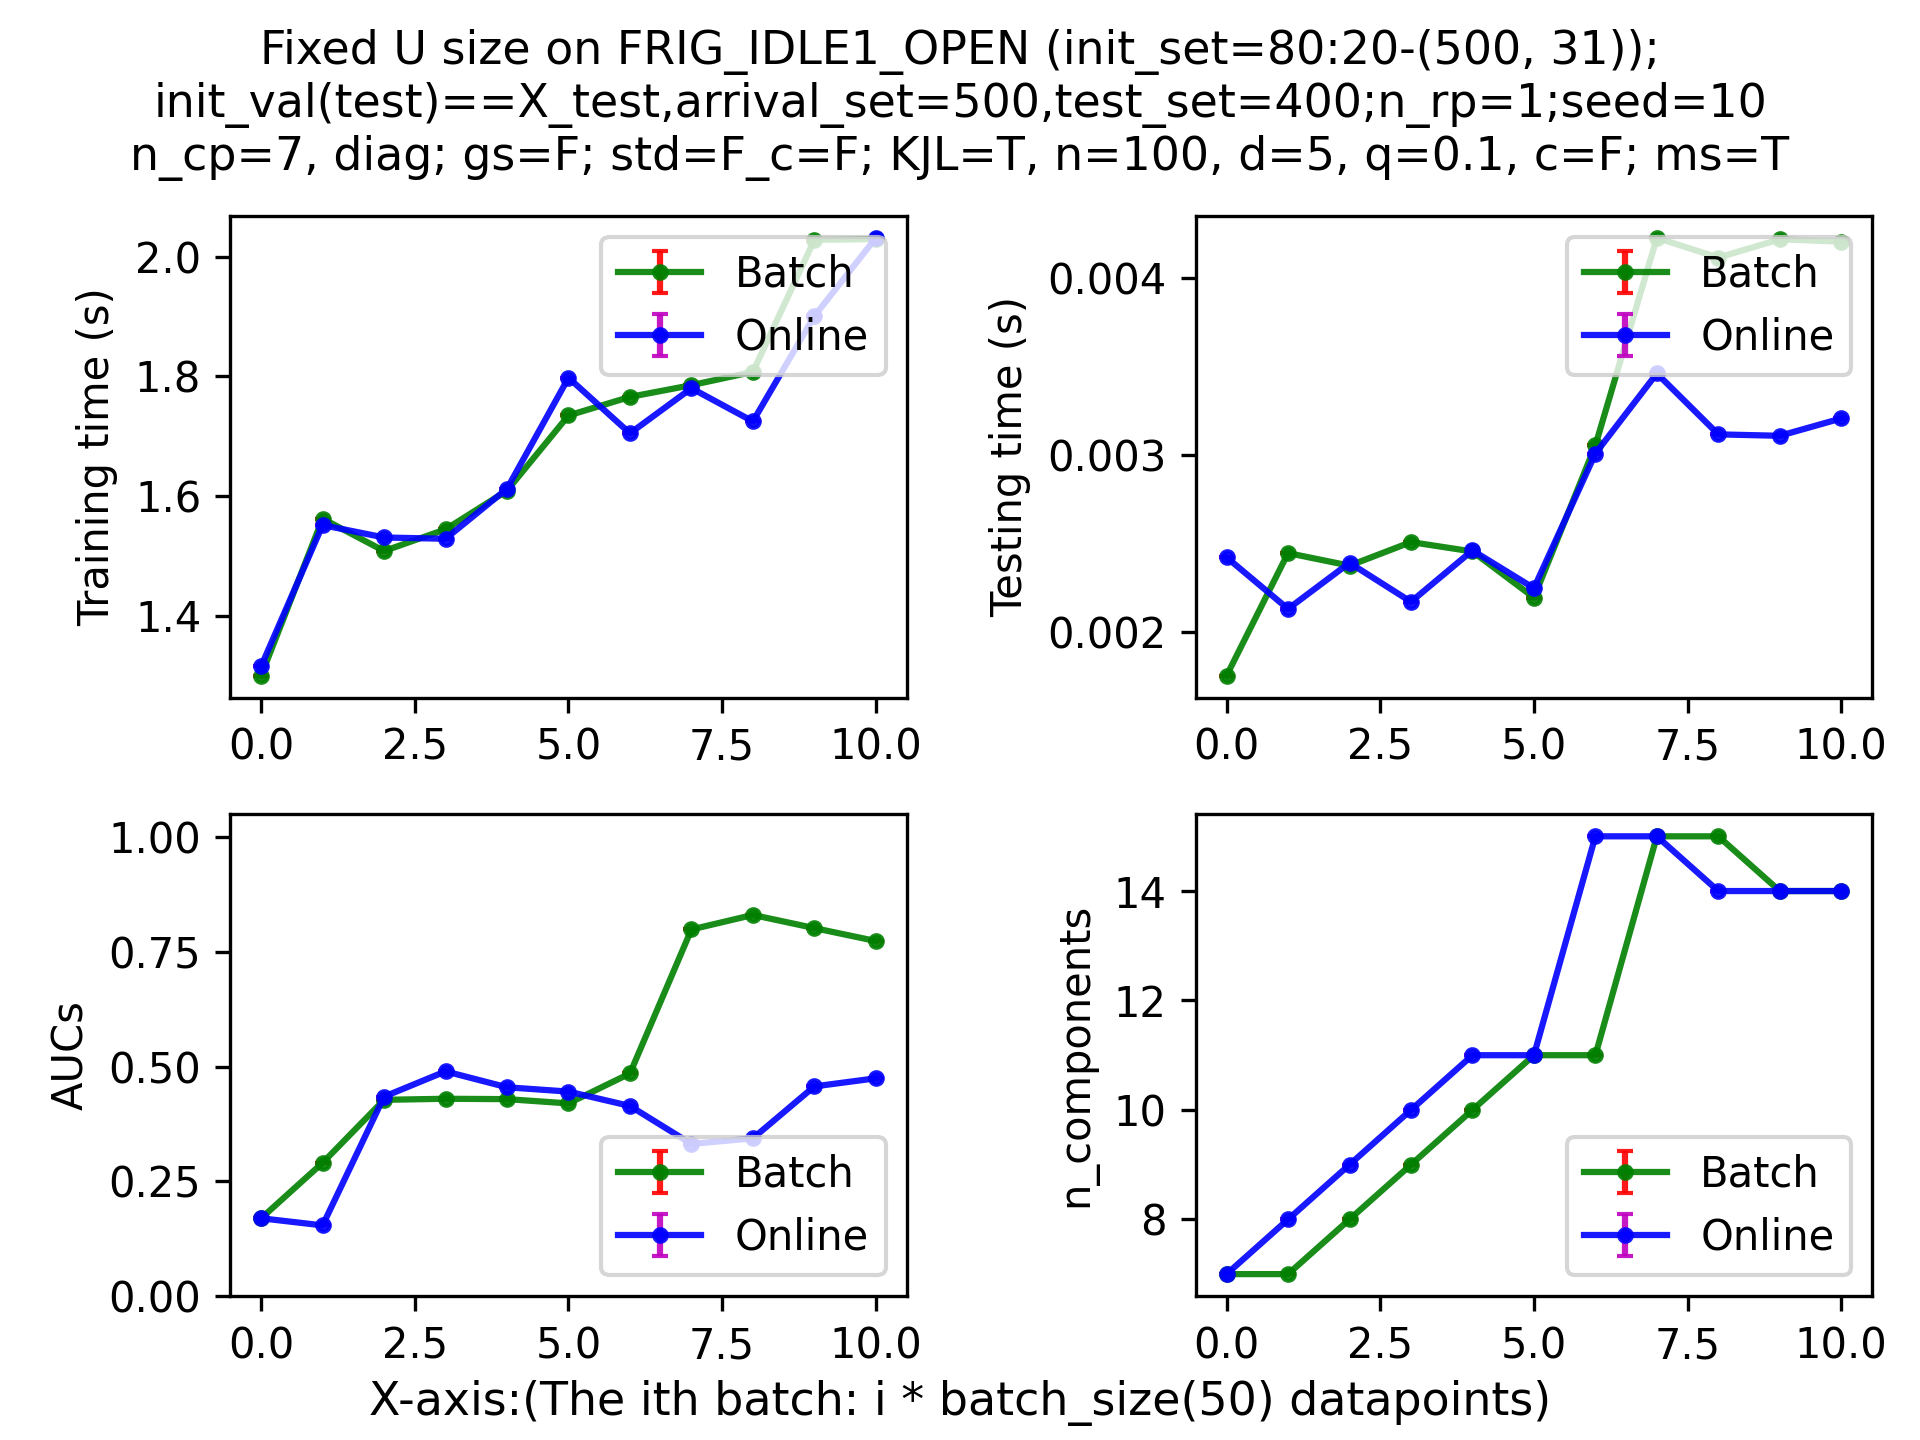 Fixed U size on FRIG_IDLE1_OPEN (init_set=80:20-(500, 31));
init_val(test)==X_test,arrival_set=500,test_set=400;n_rp=1;seed=10
n_cp=7, diag; gs=F; std=F_c=F; KJL=T, n=100, d=5, q=0.1, c=F; ms=T
Training time (s)
2.0
1.8
1.6
1.4
Batch
Online
0.0 2.5 5.0 7.5 10.0
Testing time (s)
0.004
0.003
0.002
Batch
Online
0.0 2.5 5.0 7.5 10.0
AUCs
1.00
0.75
0.50
0.25
0.00
Batch
Online
0.0 2.5 5.0 7.5 10.0
n_components
14
12
10
8
Batch
Online
0.0 2.5 5.0 7.5 10.0
X-axis:(The ith batch: i * batch_size(50) datapoints)